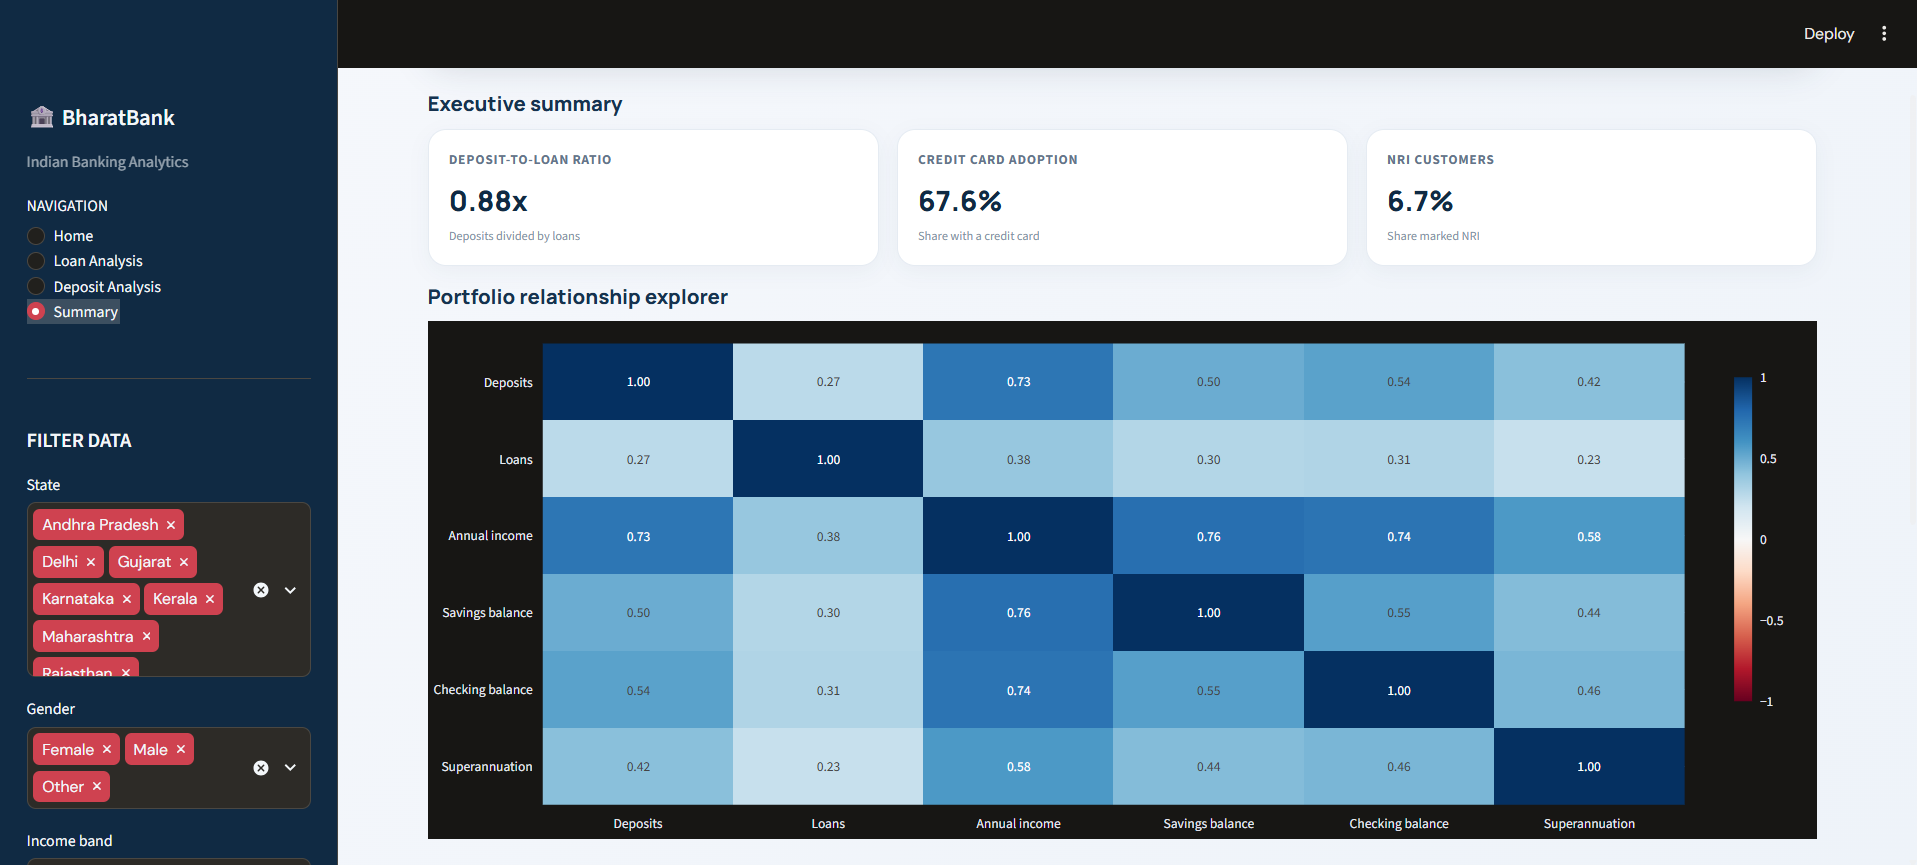 Deploy
BharatBank
Indian Banking Analytics
NAVIGATION
Home
Loan Analysis
Deposit Analysis
Summary
FILTER DATA
State
Andhra Pradesh ×
Delhi × Gujarat ×
Karnataka × Kerala ×
Maharashtra ×
Rajasthan ×
Gender
Female × Male ×
Other ×
Income band
Executive summary
DEPOSIT-TO-LOAN RATIO
0.88x
Deposits divided by loans
CREDIT CARD ADOPTION
67.6%
Share with a credit card
NRI CUSTOMERS
6.7%
Share marked NRI
Portfolio relationship explorer
Deposits 1.00 0.27 0.73 0.50 0.54 0.42
Loans 0.27 1.00 0.38 0.30 0.31 0.23
Annual income 0.73 0.38 1.00 0.76 0.74 0.58
Savings balance 0.50 0.30 0.76 1.00 0.55 0.44
Checking balance 0.54 0.31 0.74 0.55 1.00 0.46
Superannuation 0.42 0.23 0.58 0.44 0.46 1.00
Deposits Loans Annual income Savings balance Checking balance Superannuation
1
0.5
0
−0.5
−1